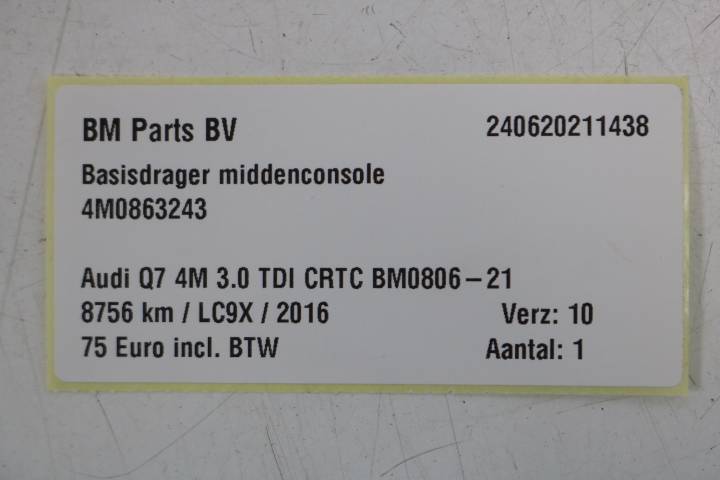 BM Parts BV 240620211438
Basisdrager middenconsole
4M0863243
Audi Q7 4M 3.0 TDI CRTC BM0806-21
8756 km / LC9X / 2016 Verz: 10
75 Euro incl. BTW Aantal: 1